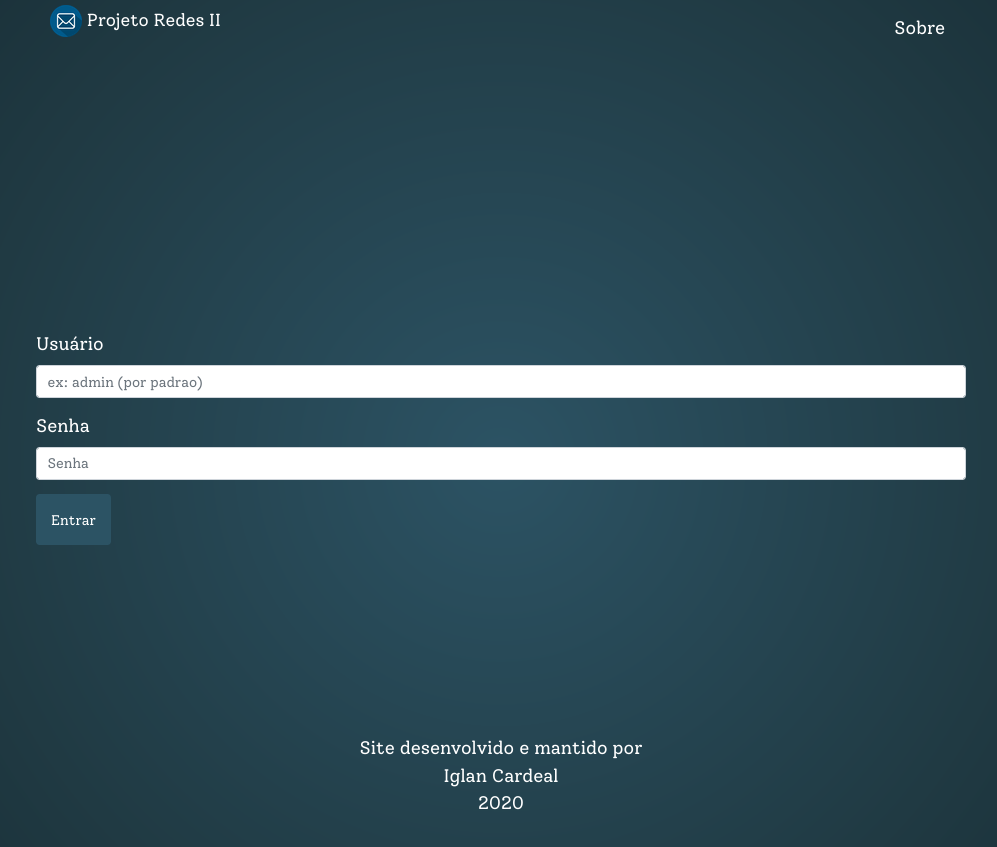 Projeto Redes II
Sobre
Usuário
ex: admin (por padrao)
Senha
Senha
Entrar
Site desenvolvido e mantido por
Iglan Cardeal
2020